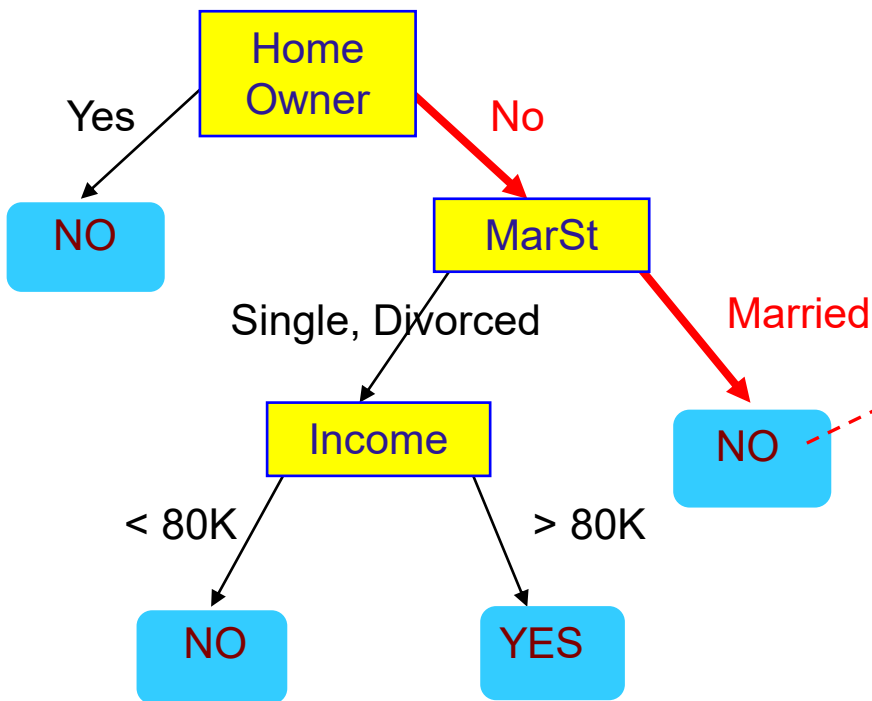 Home
Owner
Yes
No
NO
MarSt
Single, Divorced
Married
Income
NO
< 80K
> 80K
NO
YES